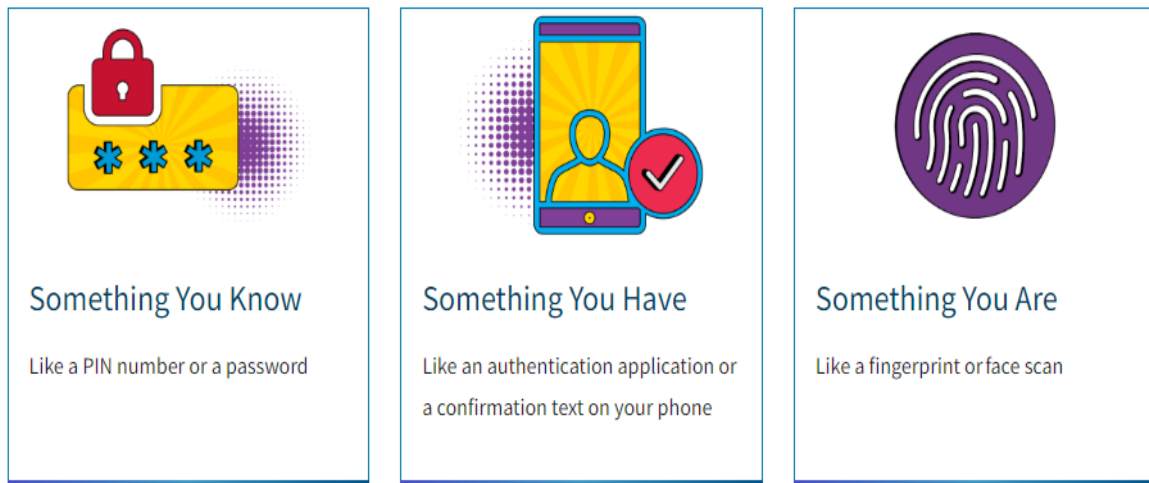 Something You Know
Like a PIN number or a password
Something You Have
Like an authentication application or
a confirmation text on your phone
Something You Are
Like a fingerprint or face scan